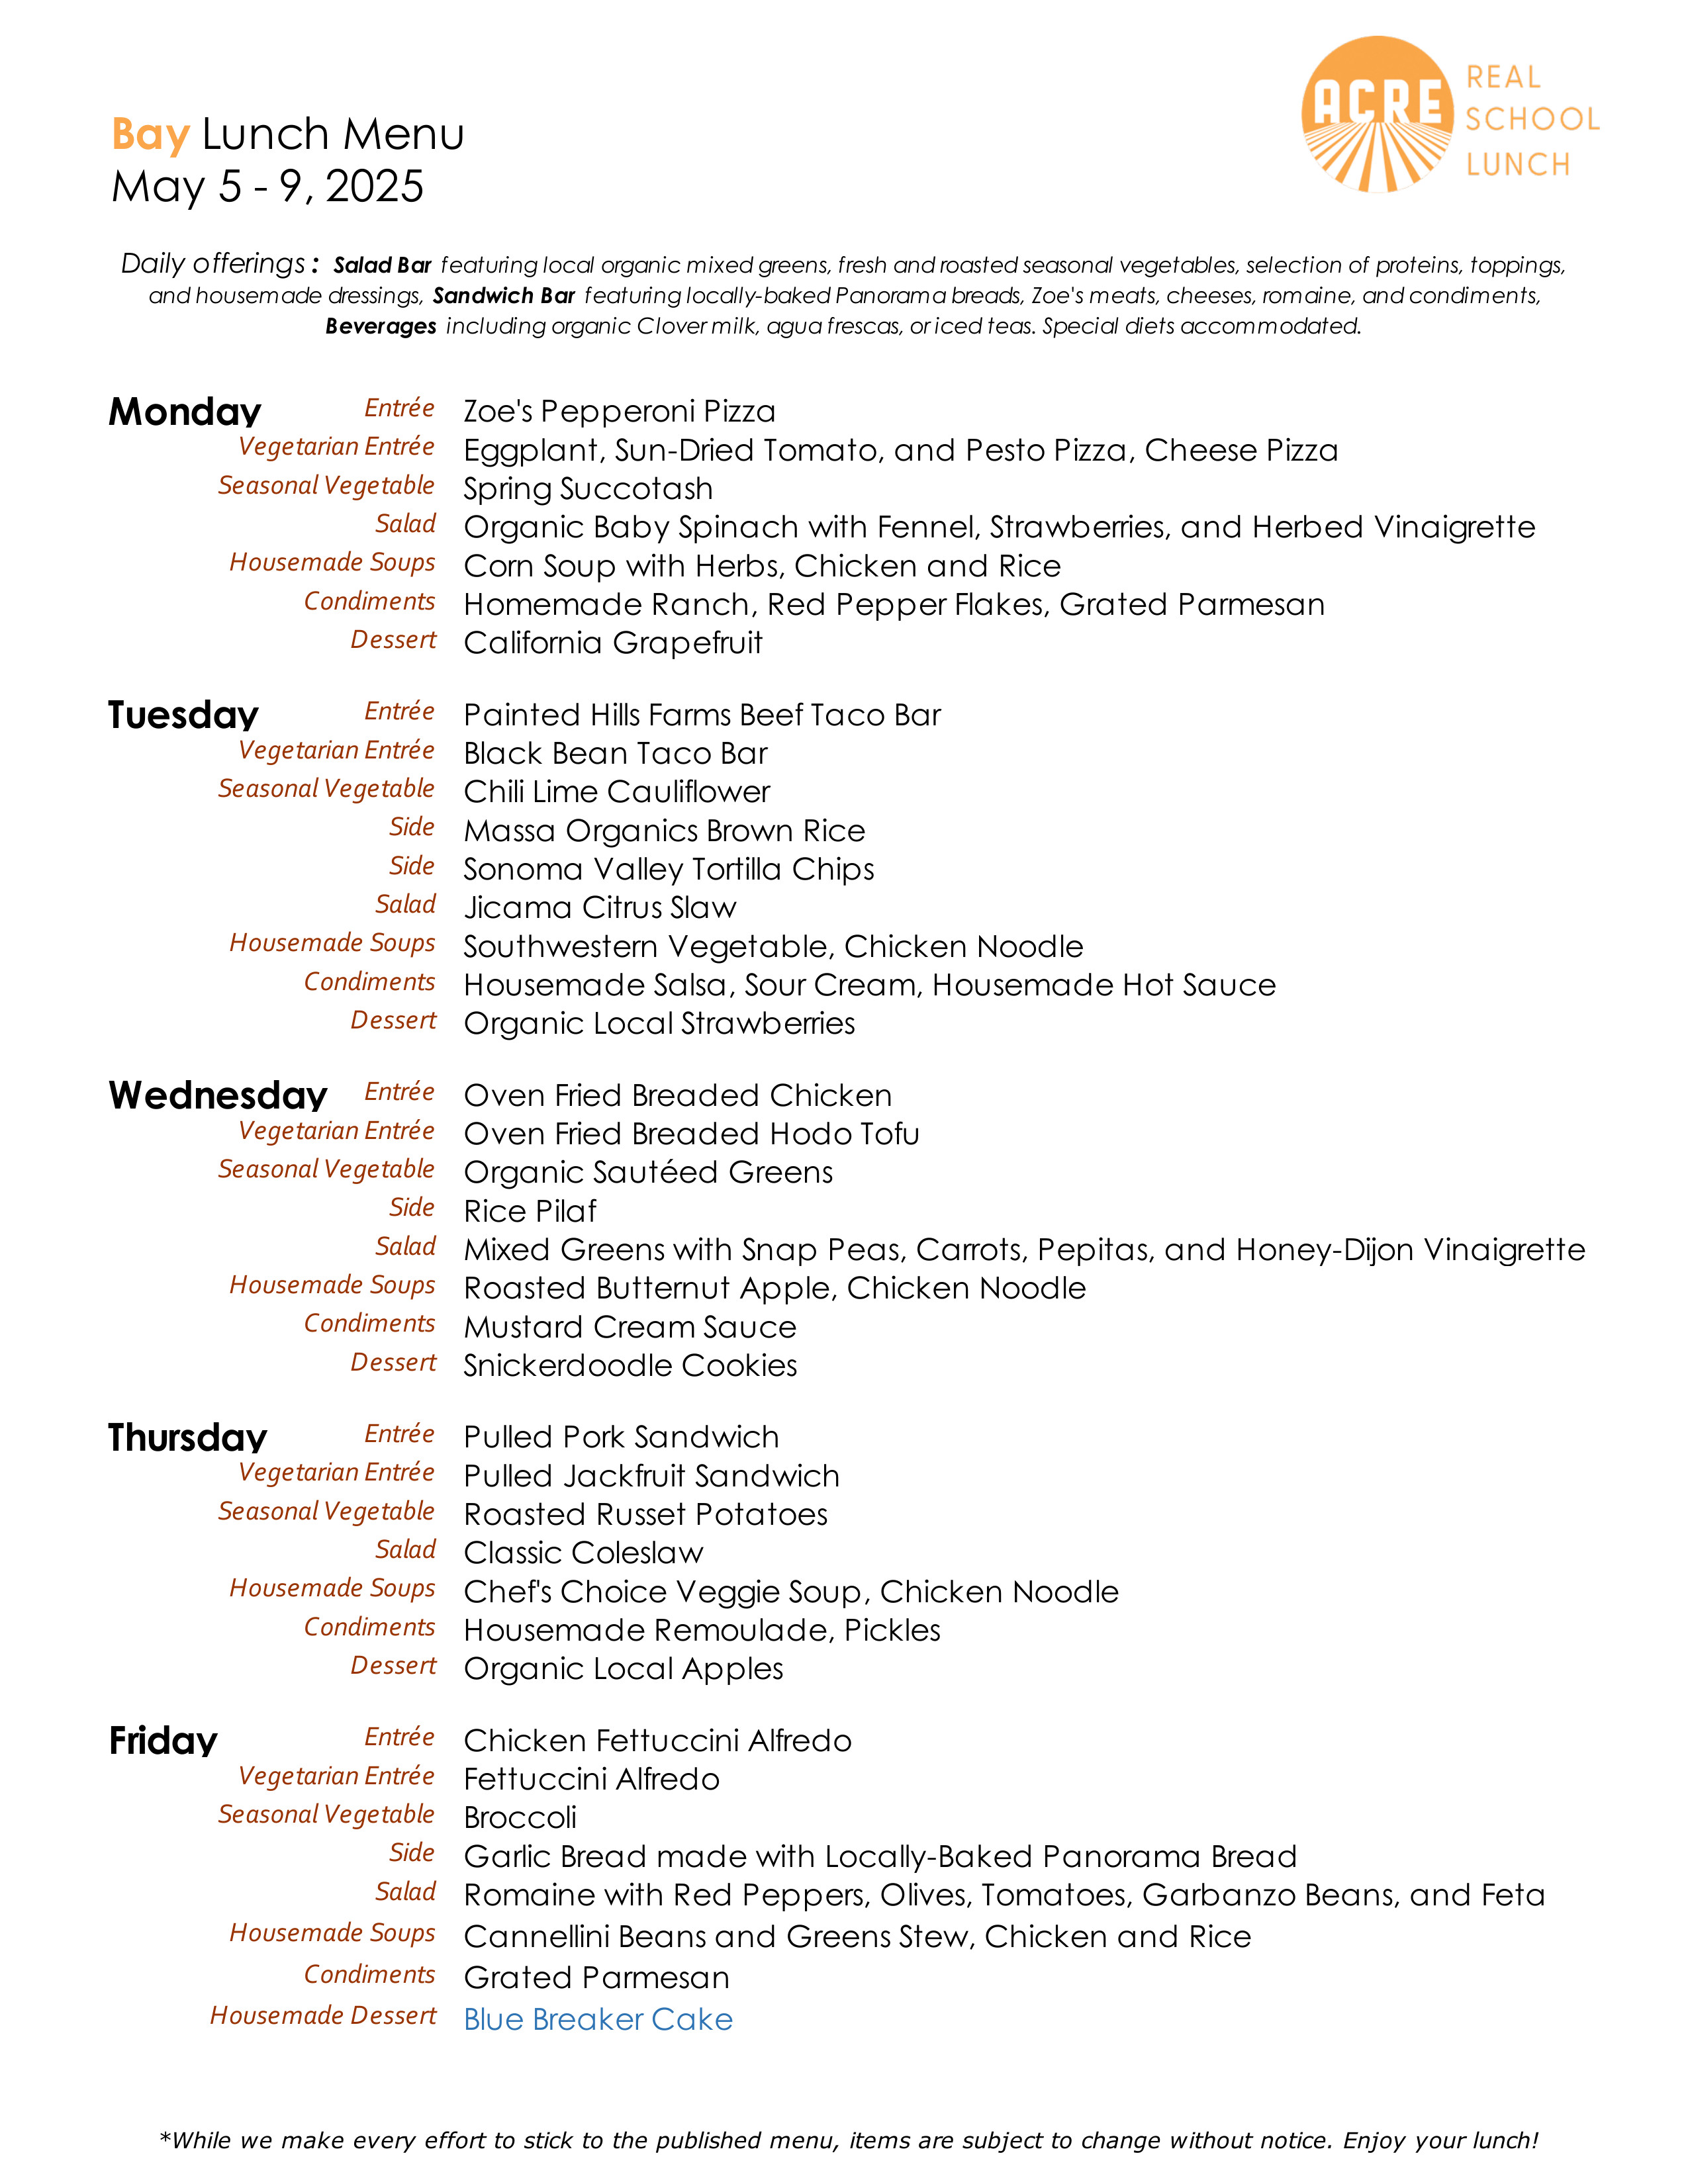 ACRE
REAL
SCHOOL
LUNCH
Bay Lunch Menu
May 5 - 9, 2025
Daily offerings : Salad Bar featuring local organic mixed greens, fresh and roasted seasonal vegetables, selection of proteins, toppings,
and housemade dressings, Sandwich Bar featuring locally-baked Panorama breads, Zoe's meats, cheeses, romaine, and condiments,
Beverages including organic Clover milk, agua frescas, or iced teas. Special diets accommodated.
Monday Entrée Zoe's Pepperoni Pizza
Vegetarian Entrée Eggplant, Sun-Dried Tomato, and Pesto Pizza, Cheese Pizza
Seasonal Vegetable Spring Succotash
Salad Organic Baby Spinach with Fennel, Strawberries, and Herbed Vinaigrette
Housemade Soups Corn Soup with Herbs, Chicken and Rice
Condiments Homemade Ranch, Red Pepper Flakes, Grated Parmesan
Dessert California Grapefruit
Tuesday Entrée Painted Hills Farms Beef Taco Bar
Vegetarian Entrée Black Bean Taco Bar
Seasonal Vegetable Chili Lime Cauliflower
Side Massa Organics Brown Rice
Side Sonoma Valley Tortilla Chips
Salad Jicama Citrus Slaw
Housemade Soups Southwestern Vegetable, Chicken Noodle
Condiments Housemade Salsa, Sour Cream, Housemade Hot Sauce
Dessert Organic Local Strawberries
Wednesday Entrée Oven Fried Breaded Chicken
Vegetarian Entrée Oven Fried Breaded Hodo Tofu
Seasonal Vegetable Organic Sautéed Greens
Side Rice Pilaf
Salad Mixed Greens with Snap Peas, Carrots, Pepitas, and Honey-Dijon Vinaigrette
Housemade Soups Roasted Butternut Apple, Chicken Noodle
Condiments Mustard Cream Sauce
Dessert Snickerdoodle Cookies
Thursday Entrée Pulled Pork Sandwich
Vegetarian Entrée Pulled Jackfruit Sandwich
Seasonal Vegetable Roasted Russet Potatoes
Salad Classic Coleslaw
Housemade Soups Chef's Choice Veggie Soup, Chicken Noodle
Condiments Housemade Remoulade, Pickles
Dessert Organic Local Apples
Friday Entrée Chicken Fettuccini Alfredo
Vegetarian Entrée Fettuccini Alfredo
Seasonal Vegetable Broccoli
Side Garlic Bread made with Locally-Baked Panorama Bread
Salad Romaine with Red Peppers, Olives, Tomatoes, Garbanzo Beans, and Feta
Housemade Soups Cannellini Beans and Greens Stew, Chicken and Rice
Condiments Grated Parmesan
Housemade Dessert Blue Breaker Cake
*While we make every effort to stick to the published menu, items are subject to change without notice. Enjoy your lunch!